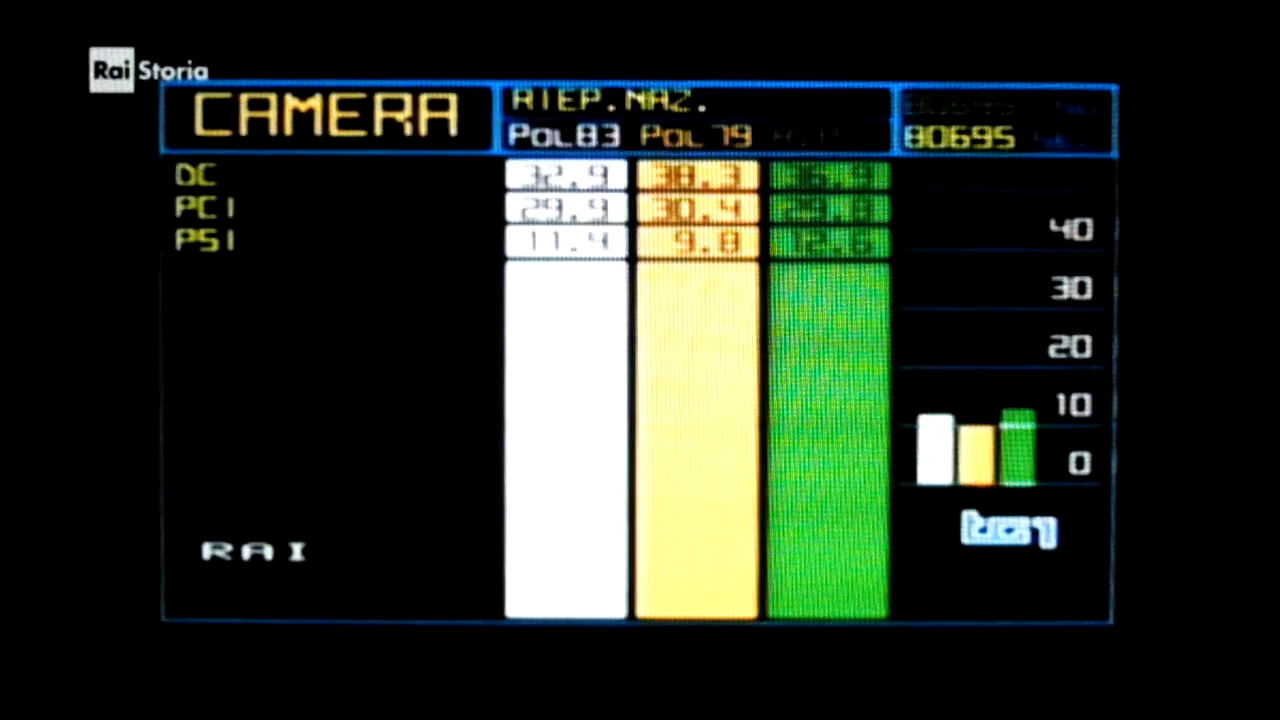 Rai Storia
CAMERA
RIEP.NAZ.
POL83 POL79
80695
DC 32.9 38.3
PCI 29.9 30.4
PSI 11.4 9.8
40
30
20
10
0
RAI
tg1